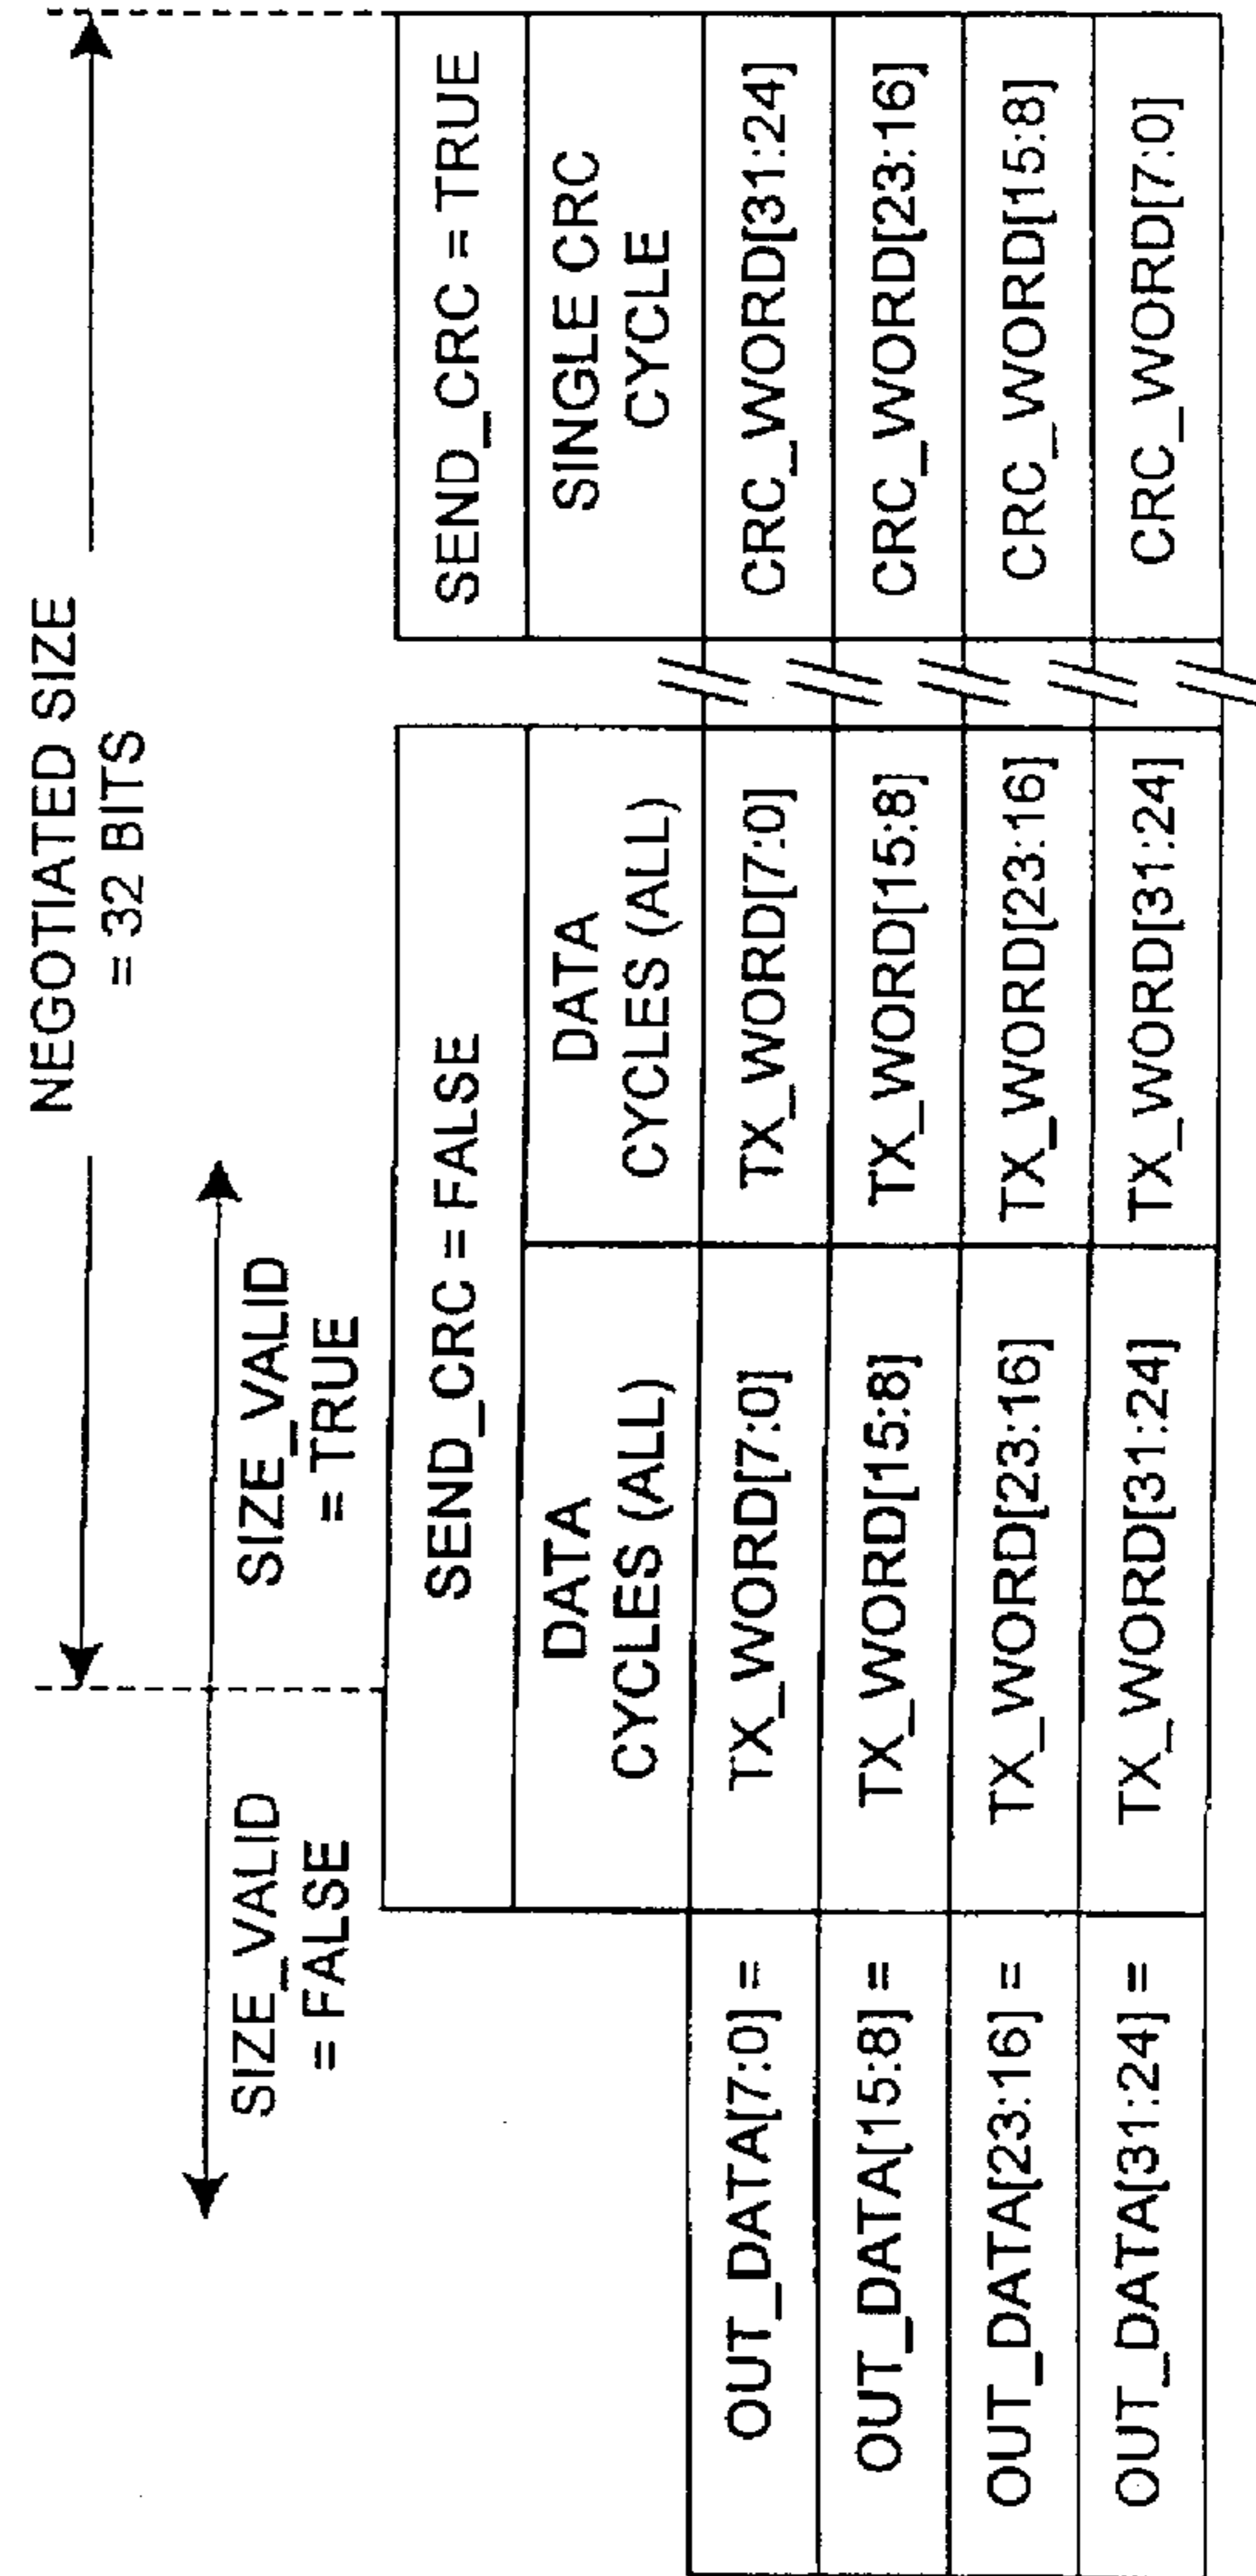 NEGOTIATED SIZE
= 32 BITS
SIZE_VALID
= FALSE
SIZE_VALID
= TRUE
SEND_CRC = FALSE
SEND_CRC = TRUE
DATA
CYCLES (ALL)
DATA
CYCLES (ALL)
SINGLE CRC
CYCLE
OUT_DATA[7:0] =
TX_WORD[7:0]
TX_WORD[7:0]
CRC_WORD[31:24]
OUT_DATA[15:8] =
TX_WORD[15:8]
TX_WORD[15:8]
CRC_WORD[23:16]
OUT_DATA[23:16] =
TX_WORD[23:16]
TX_WORD[23:16]
CRC_WORD[15:8]
OUT_DATA[31:24] =
TX_WORD[31:24]
TX_WORD[31:24]
CRC_WORD[7:0]